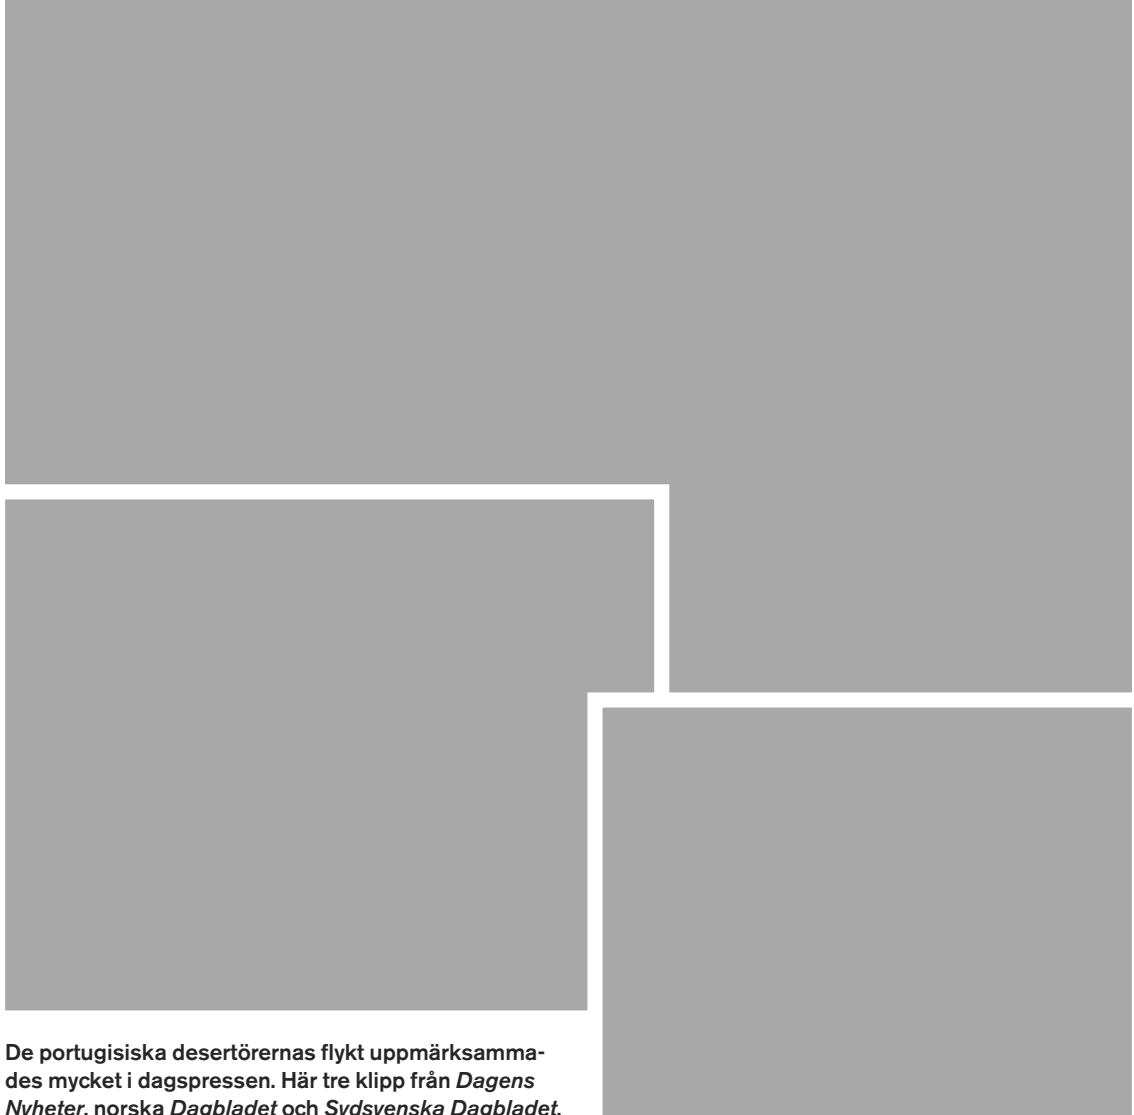 De portugisiska desertörernas flykt uppmärksamma-
des mycket i dagspressen. Här tre klipp från Dagens
Nyheter, norska Dagbladet och Sydsvenska Dagbladet.